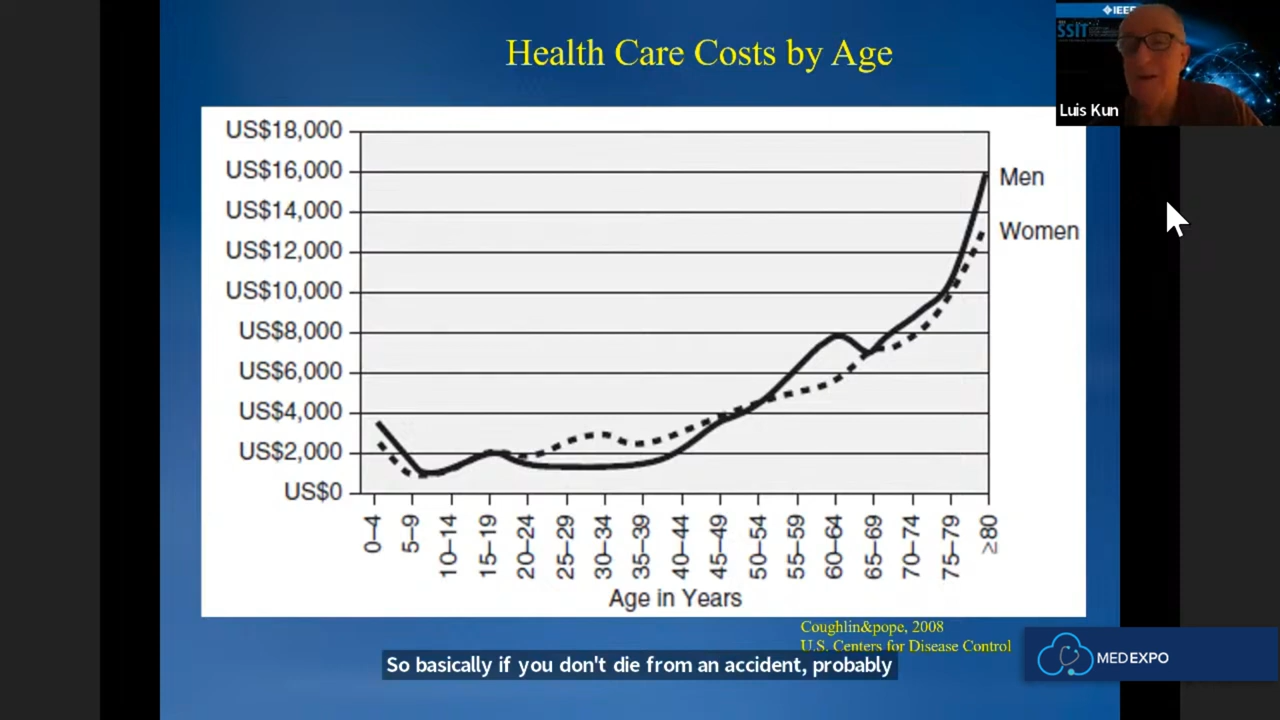 Health Care Costs by Age
IEEE
SSIT
Luis Kun
US$18,000
US$16,000
US$14,000
US$12,000
US$10,000
US$8,000
US$6,000
US$4,000
US$2,000
US$0
Men
Women
0–4
5–9
10–14
15–19
20–24
25–29
30–34
35–39
40–44
45–49
50–54
55–59
60–64
65–69
70–74
75–79
≥80
Age in Years
Coughlin&pope, 2008
U.S. Centers for Disease Control
So basically if you don't die from an accident, probably
MEDEXPO